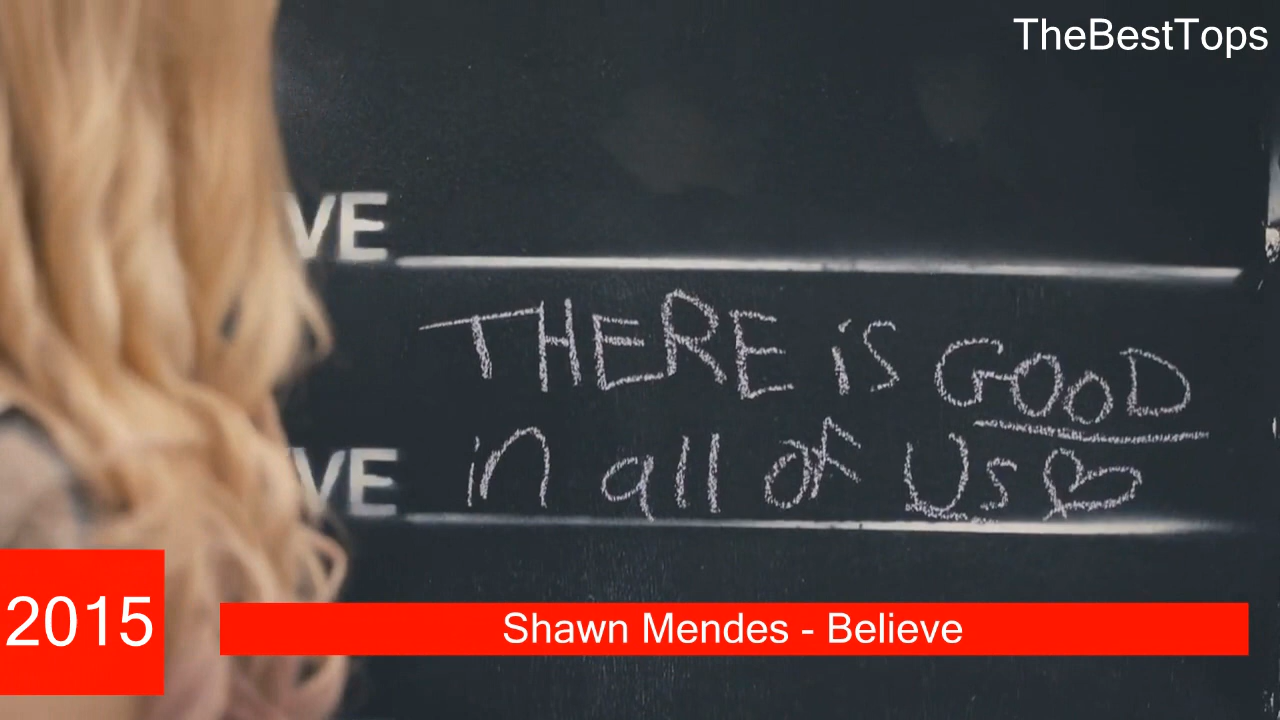 TheBestTops
VE
THERE is GOOD
in all of Us
VE
2015
Shawn Mendes - Believe